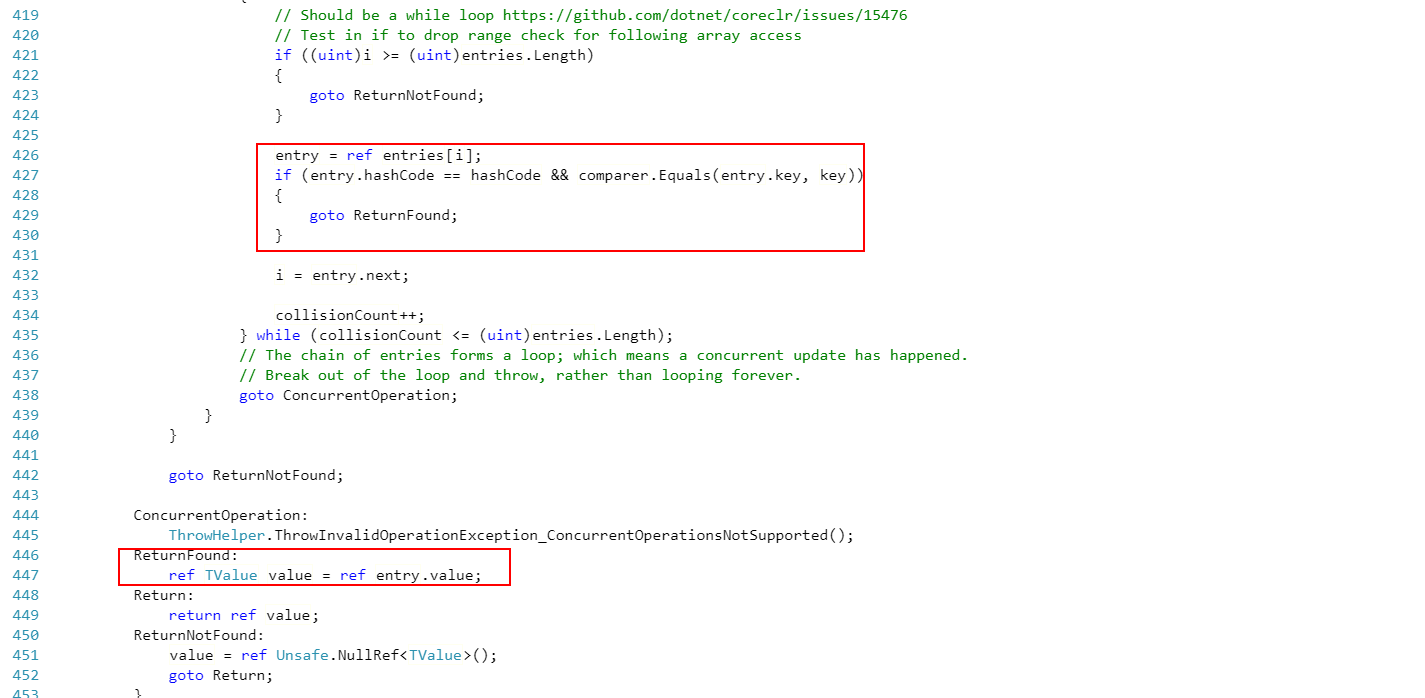 419 // Should be a while loop https://github.com/dotnet/coreclr/issues/15476
420 // Test in if to drop range check for following array access
421 if ((uint)i >= (uint)entries.Length)
422 {
423 goto ReturnNotFound;
424 }
425
426 entry = ref entries[i];
427 if (entry.hashCode == hashCode && comparer.Equals(entry.key, key))
428 {
429 goto ReturnFound;
430 }
431
432 i = entry.next;
433
434 collisionCount++;
435 } while (collisionCount <= (uint)entries.Length);
436 // The chain of entries forms a loop; which means a concurrent update has happened.
437 // Break out of the loop and throw, rather than looping forever.
438 goto ConcurrentOperation;
439 }
440 }
441
442 goto ReturnNotFound;
443
444 ConcurrentOperation:
445 ThrowHelper.ThrowInvalidOperationException_ConcurrentOperationsNotSupported();
446 ReturnFound:
447 ref TValue value = ref entry.value;
448 Return:
449 return ref value;
450 ReturnNotFound:
451 value = ref Unsafe.NullRef<TValue>();
452 goto Return;
453 }